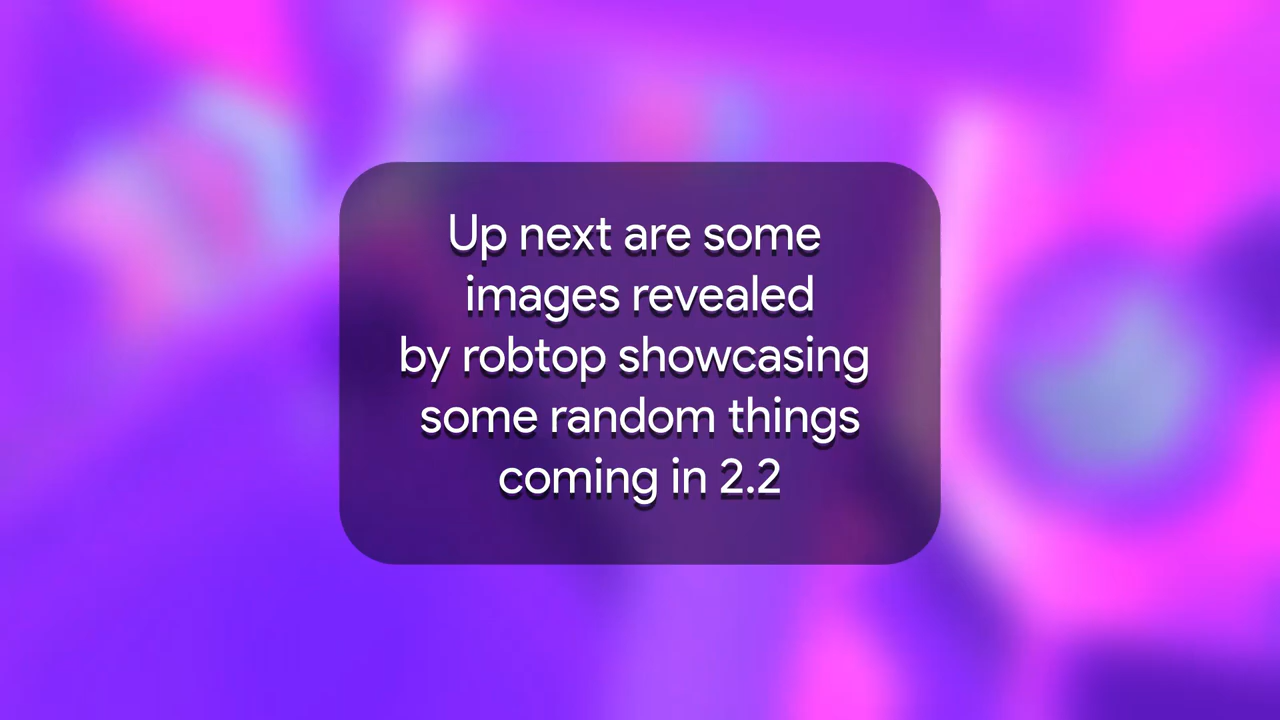 Up next are some
images revealed
by robtop showcasing
some random things
coming in 2.2